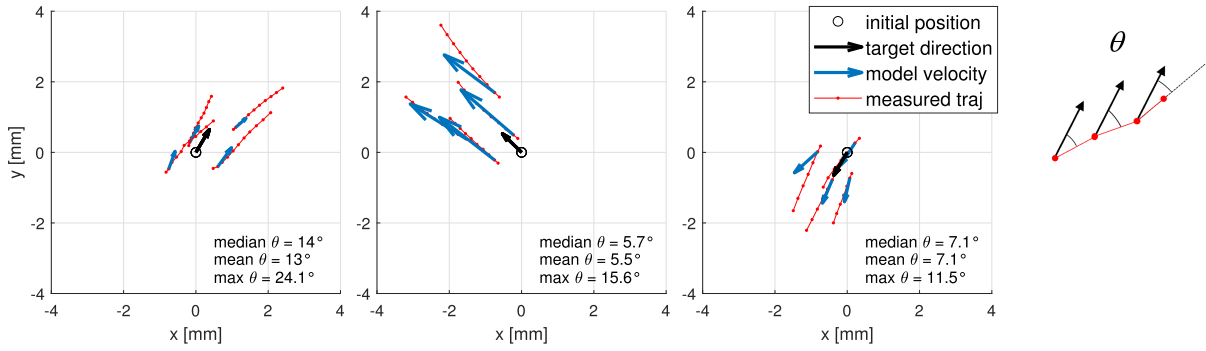 4
2
0
-2
-4
y [mm]
-4 -2 0 2 4
x [mm]
median θ = 14°
mean θ = 13°
max θ = 24.1°
4
2
0
-2
-4
-4 -2 0 2 4
x [mm]
median θ = 5.7°
mean θ = 5.5°
max θ = 15.6°
4
2
0
-2
-4
-4 -2 0 2 4
x [mm]
median θ = 7.1°
mean θ = 7.1°
max θ = 11.5°
initial position
target direction
model velocity
measured traj
θ